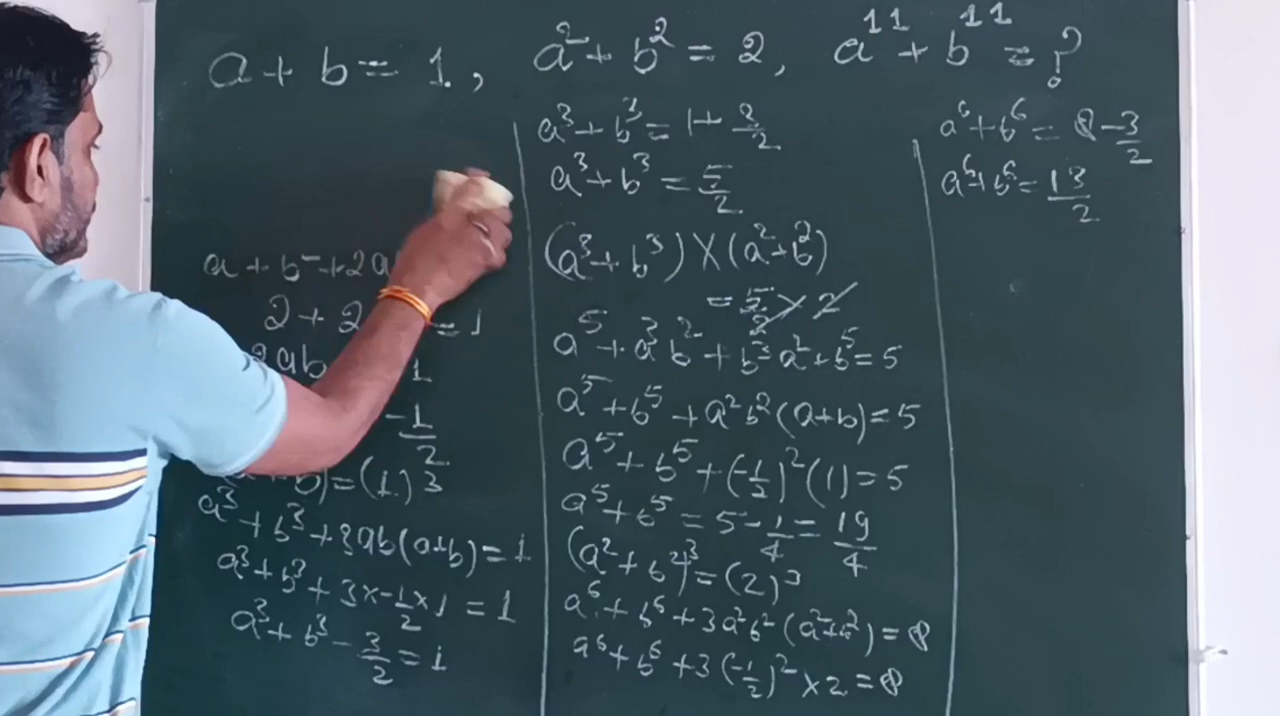 a + b = 1, a² + b² = 2, a¹¹ + b¹¹ = ?
2 + 2 = 1
ab 1
-1/2
b) = (1)³
a³ + b³ + 3ab(a+b) = 1
a³ + b³ + 3×-1/2×1 = 1
a³ + b³ - 3/2 = 1
a³ + b³ = 1 + 3/2
a³ + b³ = 5/2
(a³ + b³) × (a² + b²)
= 5/2 × 2
a⁵ + a³b² + b³a² + b⁵ = 5
a⁵ + b⁵ + a²b²(a+b) = 5
a⁵ + b⁵ + (-1/2)²(1) = 5
a⁵ + b⁵ = 5 - 1/4 = 19/4
(a² + b²)³ = (2)³
a⁶ + b⁶ + 3a²b²(a²+b²) = 8
a⁶ + b⁶ + 3(-1/2)² × 2 = 8
a⁶ + b⁶ = 8 - 3/2
a⁶ + b⁶ = 13/2